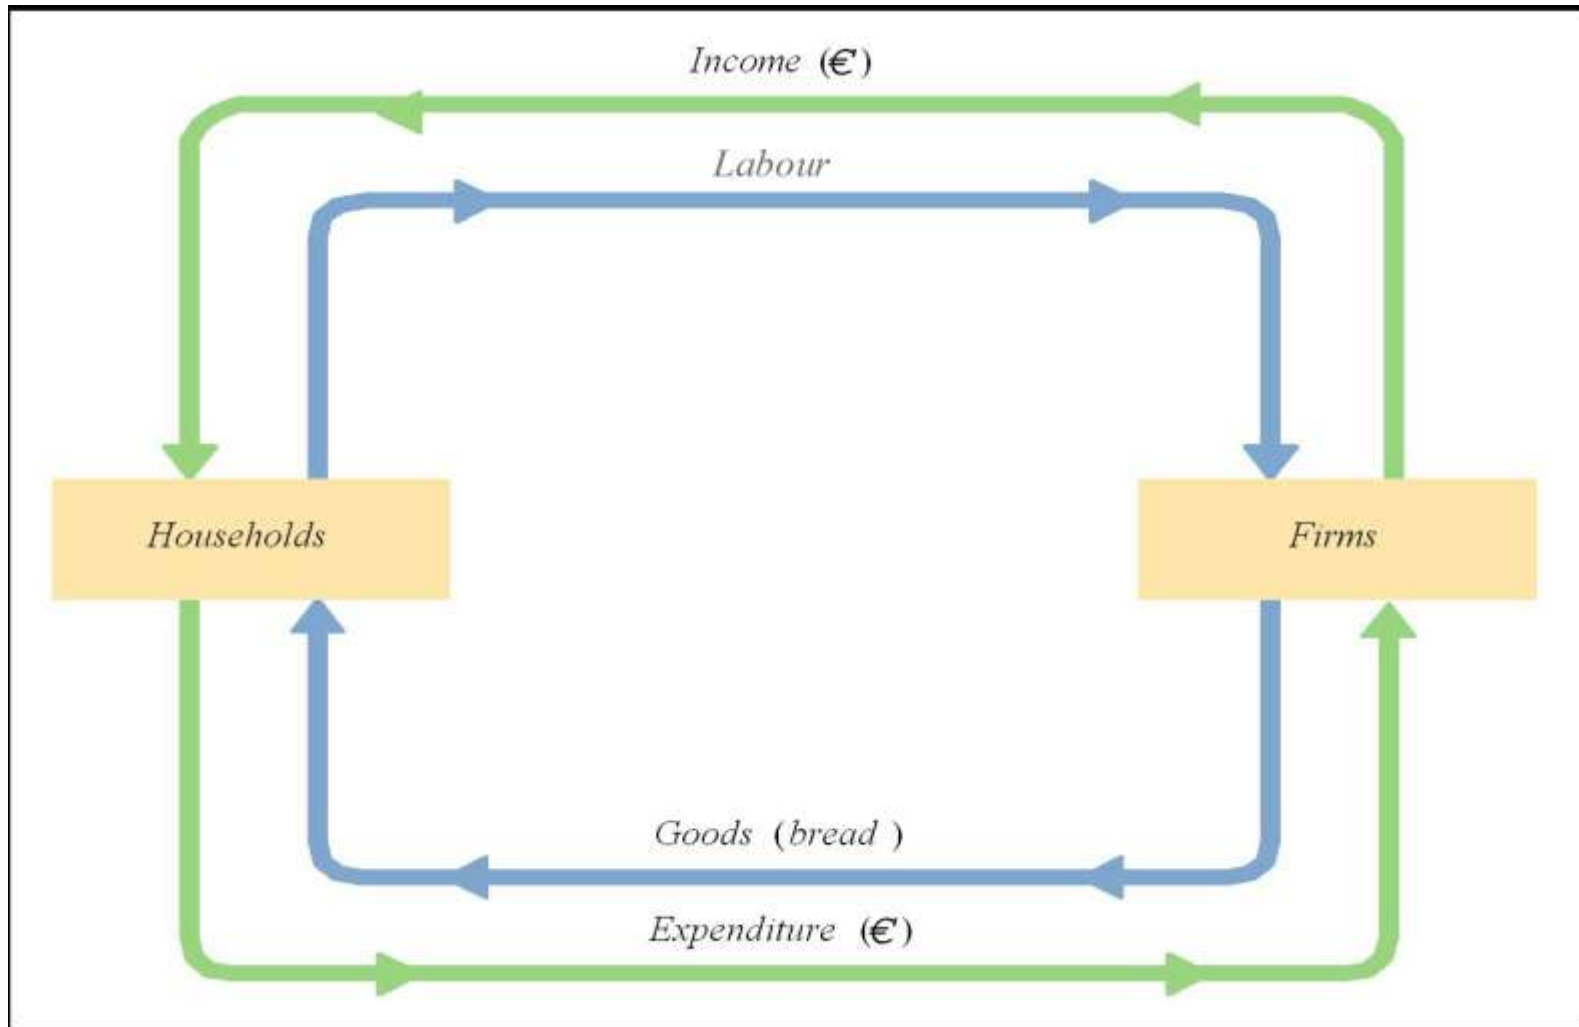 Income (€)
Labour
Households
Firms
Goods (bread )
Expenditure (€)